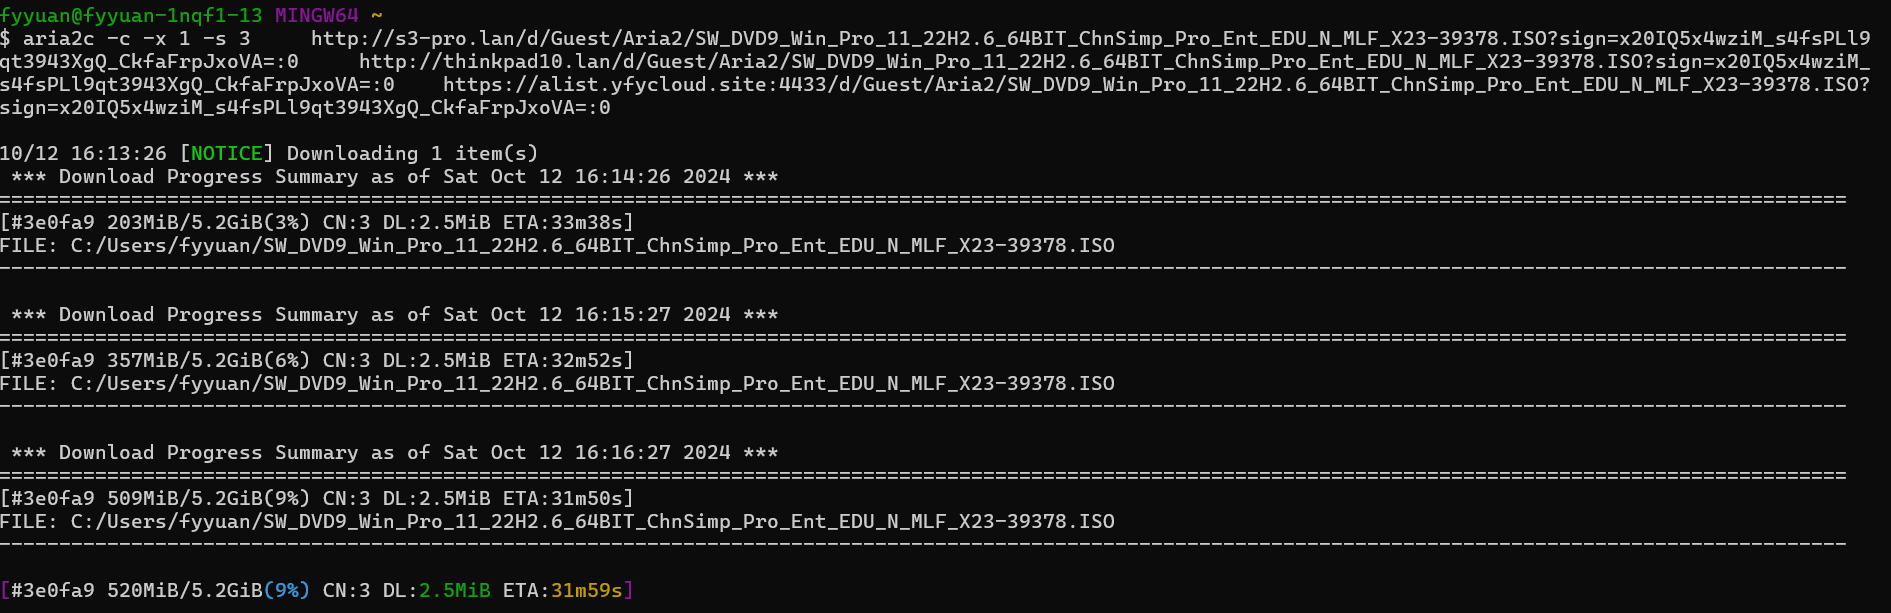 fyyuan@fyyuan-1nqf1-13 MINGW64 ~
$ aria2c -c -x 1 -s 3     http://s3-pro.lan/d/Guest/Aria2/SW_DVD9_Win_Pro_11_22H2.6_64BIT_ChnSimp_Pro_Ent_EDU_N_MLF_X23-39378.ISO?sign=x20IQ5x4wziM_s4fsPLl9
qt3943XgQ_CkfaFrpJxoVA=:0     http://thinkpad10.lan/d/Guest/Aria2/SW_DVD9_Win_Pro_11_22H2.6_64BIT_ChnSimp_Pro_Ent_EDU_N_MLF_X23-39378.ISO?sign=x20IQ5x4wziM_
s4fsPLl9qt3943XgQ_CkfaFrpJxoVA=:0    https://alist.yfycloud.site:4433/d/Guest/Aria2/SW_DVD9_Win_Pro_11_22H2.6_64BIT_ChnSimp_Pro_Ent_EDU_N_MLF_X23-39378.ISO?
sign=x20IQ5x4wziM_s4fsPLl9qt3943XgQ_CkfaFrpJxoVA=:0
10/12 16:13:26 [NOTICE] Downloading 1 item(s)
*** Download Progress Summary as of Sat Oct 12 16:14:26 2024 ***
[#3e0fa9 203MiB/5.2GiB(3%) CN:3 DL:2.5MiB ETA:33m38s]
FILE: C:/Users/fyyuan/SW_DVD9_Win_Pro_11_22H2.6_64BIT_ChnSimp_Pro_Ent_EDU_N_MLF_X23-39378.ISO
*** Download Progress Summary as of Sat Oct 12 16:15:27 2024 ***
[#3e0fa9 357MiB/5.2GiB(6%) CN:3 DL:2.5MiB ETA:32m52s]
FILE: C:/Users/fyyuan/SW_DVD9_Win_Pro_11_22H2.6_64BIT_ChnSimp_Pro_Ent_EDU_N_MLF_X23-39378.ISO
*** Download Progress Summary as of Sat Oct 12 16:16:27 2024 ***
[#3e0fa9 509MiB/5.2GiB(9%) CN:3 DL:2.5MiB ETA:31m50s]
FILE: C:/Users/fyyuan/SW_DVD9_Win_Pro_11_22H2.6_64BIT_ChnSimp_Pro_Ent_EDU_N_MLF_X23-39378.ISO
[#3e0fa9 520MiB/5.2GiB(9%) CN:3 DL:2.5MiB ETA:31m59s]